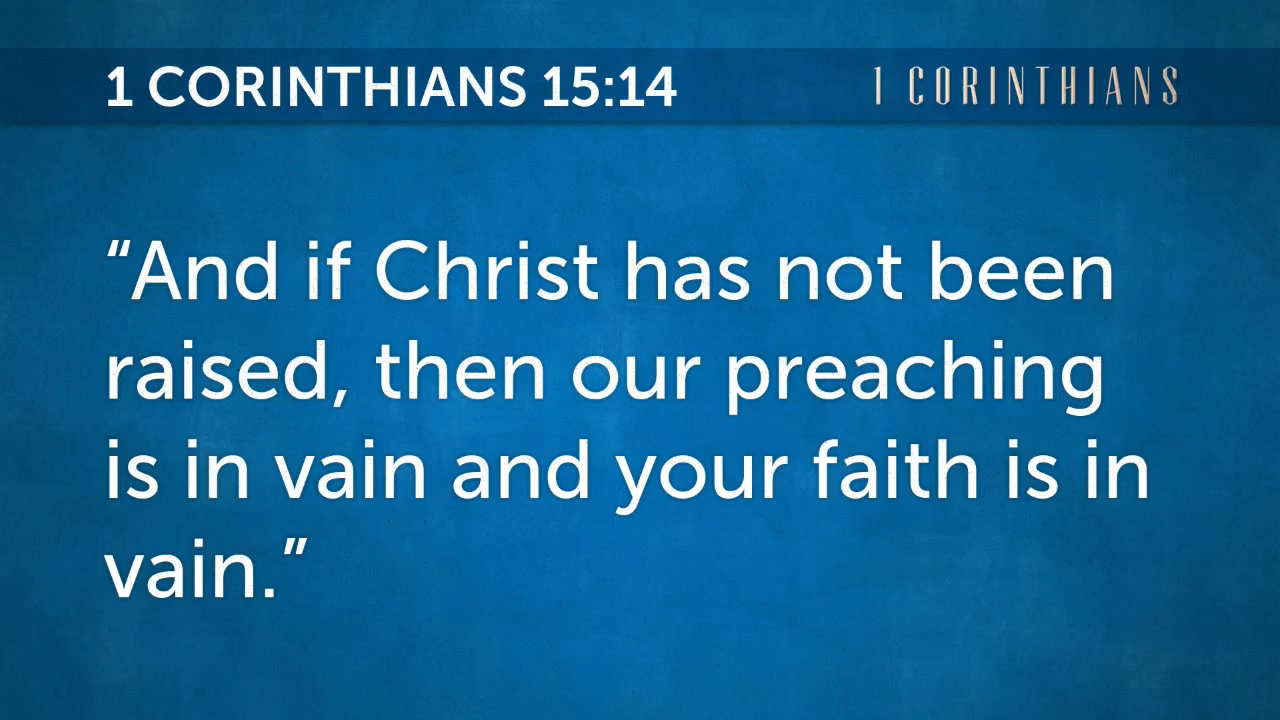 1 CORINTHIANS 15:14
1 CORINTHIANS
“And if Christ has not been
raised, then our preaching
is in vain and your faith is in
vain.”